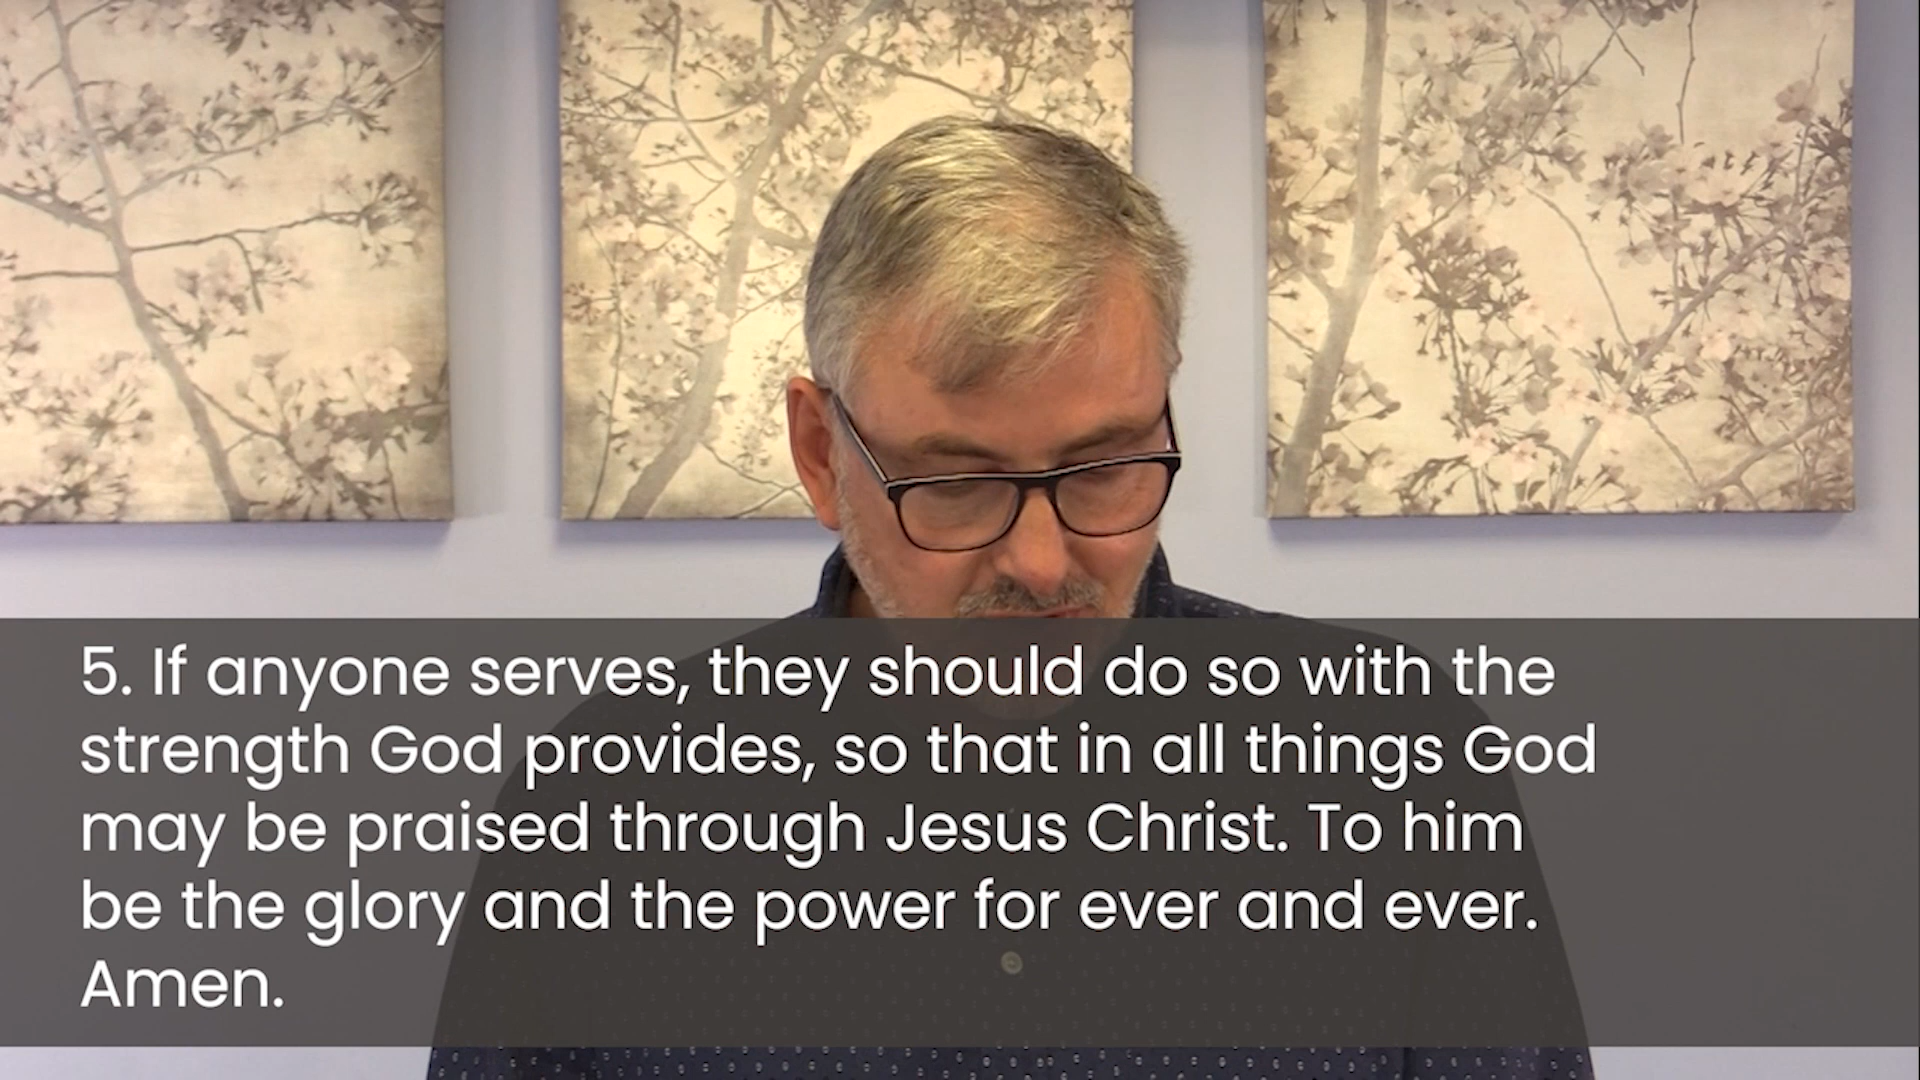 5. If anyone serves, they should do so with the
strength God provides, so that in all things God
may be praised through Jesus Christ. To him
be the glory and the power for ever and ever.
Amen.